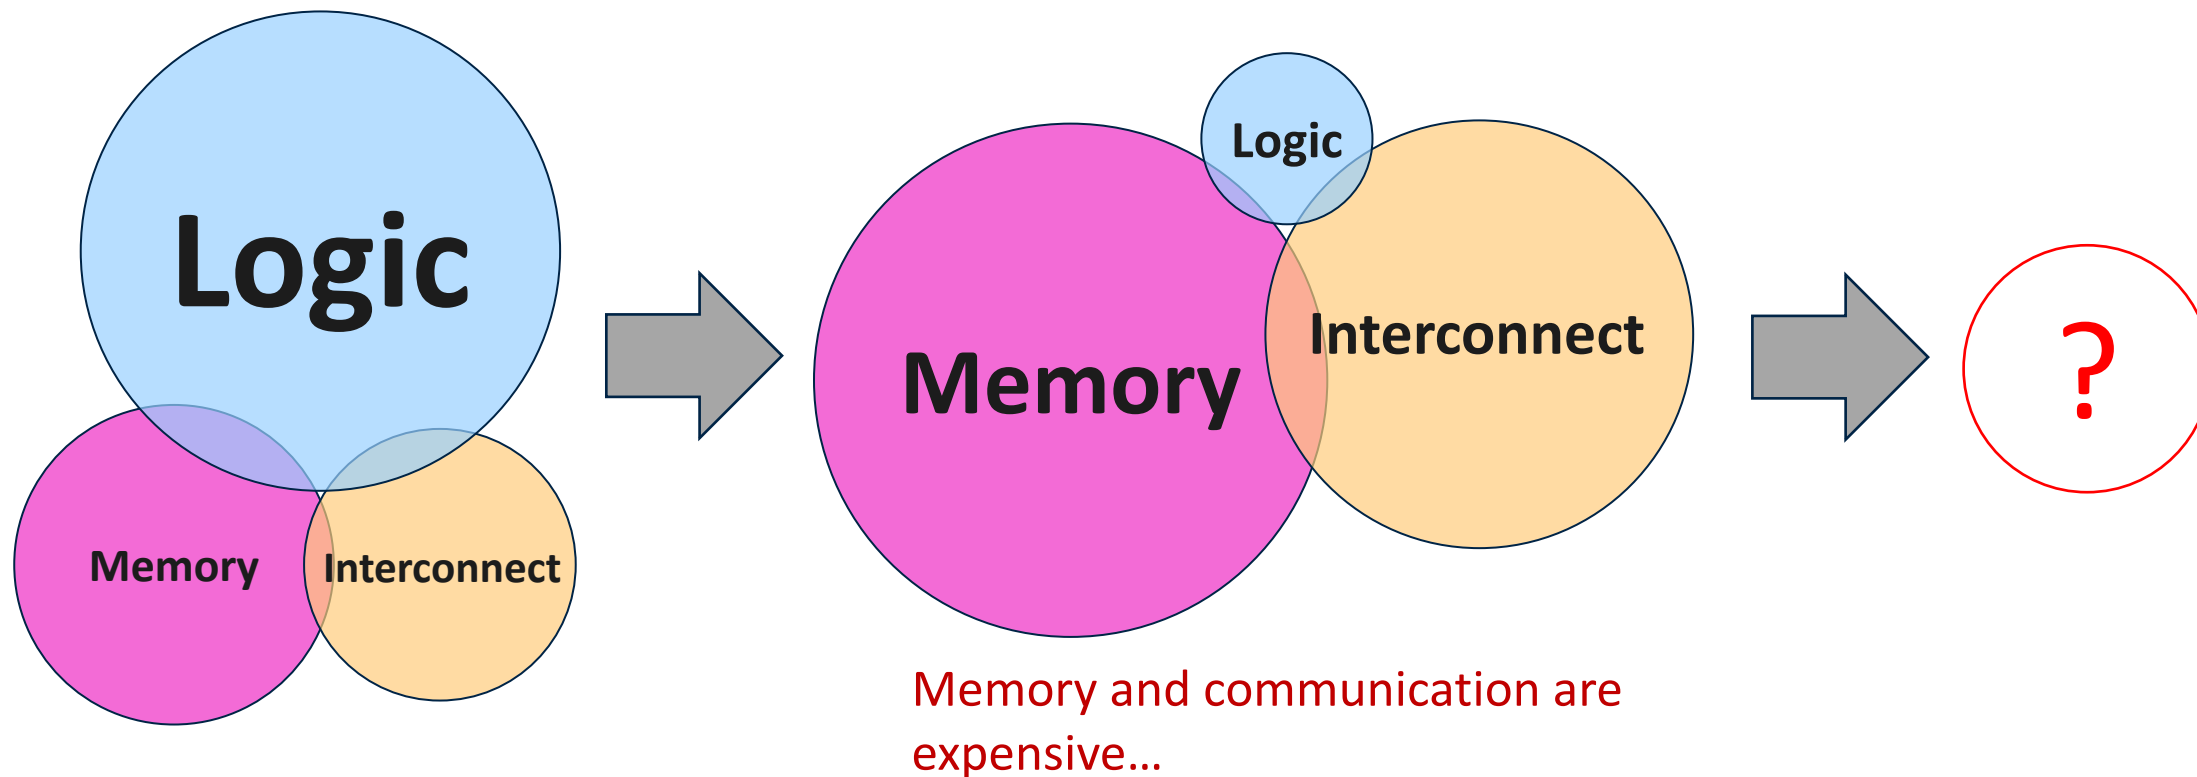 Logic
Memory
Interconnect
Logic
Memory
Interconnect
Memory and communication are
expensive…
?